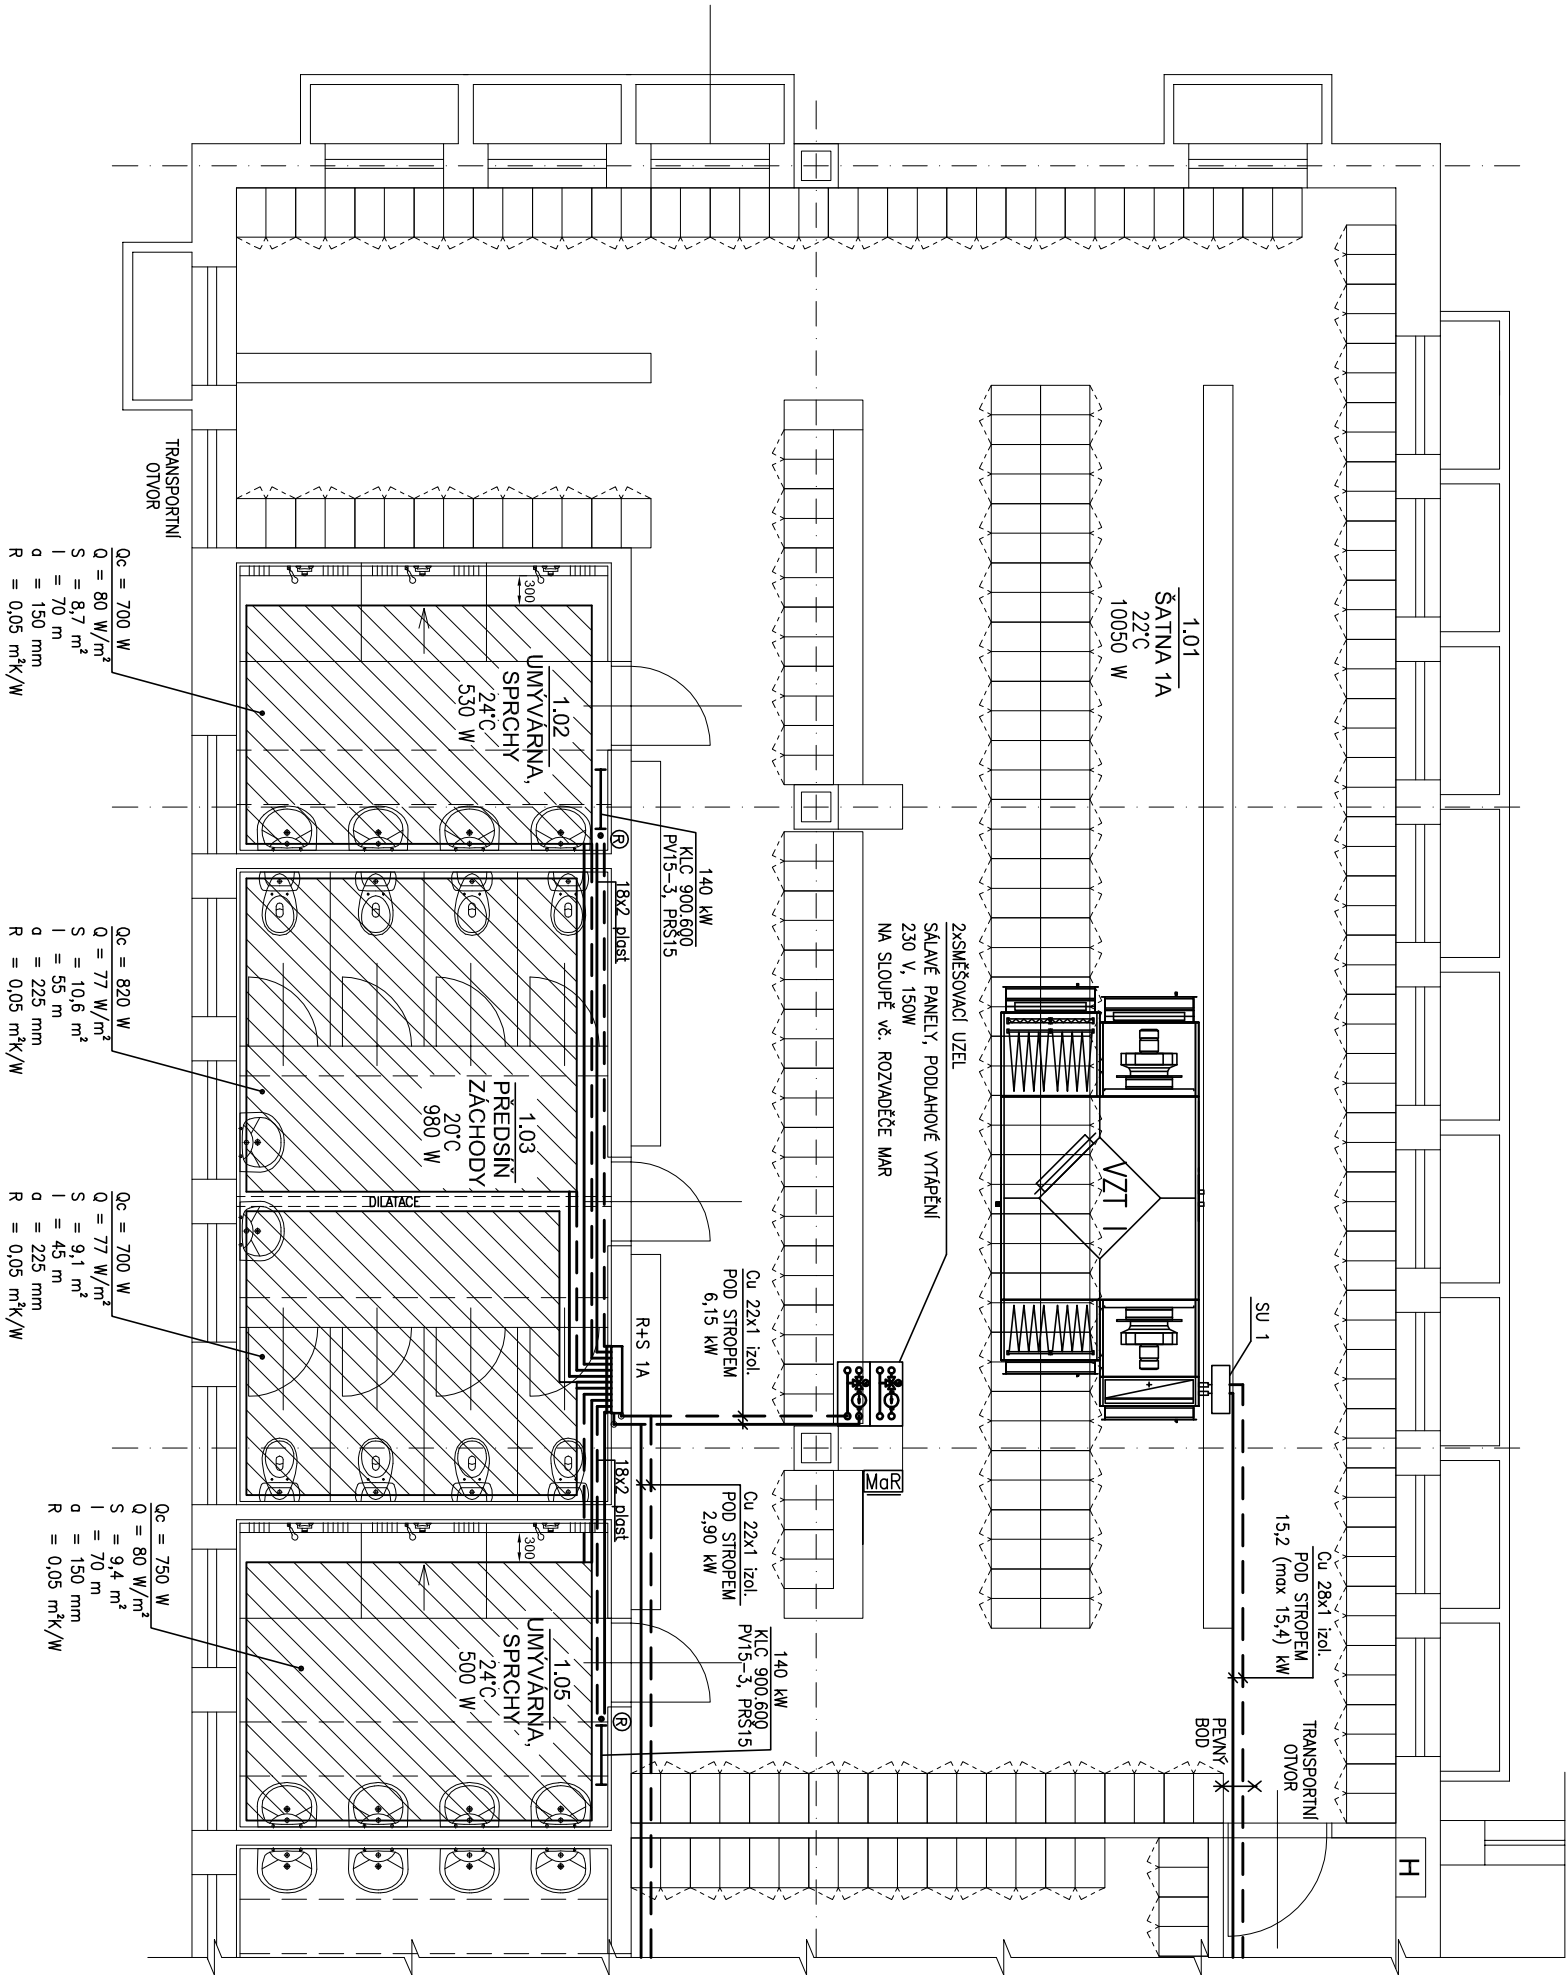 1.01
ŠATNA 1A
22°C
10050 W
SU 1
Cu 28x1 izol.
POD STROPEM
15,2 (max 15,4) kW
TRANSPORTNÍ
OTVOR
PEVNÝ
BOD
H
VZT I
2xSMĚŠOVACÍ UZEL
SÁLAVÉ PANELY, PODLAHOVÉ VYTÁPĚNÍ
230 V, 150W
NA SLOUPĚ vč. ROZVADĚČE MAR
MaR
140 kW
KLC 900.600
PV15-3, PRŠ15
Cu 22x1 izol.
POD STROPEM
6,15 kW
Cu 22x1 izol.
POD STROPEM
2,90 kW
140 kW
KLC 900.600
PV15-3, PRŠ15
R
18x2 plast
R+S 1A
18x2 plast
R
300
1.02
UMÝVÁRNA,
SPRCHY
24°C
530 W
1.03
PŘEDSÍŇ
ZÁCHODY
20°C
980 W
DILATACE
300
1.05
UMÝVÁRNA,
SPRCHY
24°C
500 W
TRANSPORTNÍ
OTVOR
Qc = 700 W
Q = 80 W/m²
S = 8,7 m²
l = 70 m
a = 150 mm
R = 0,05 m²K/W
Qc = 820 W
Q = 77 W/m²
S = 10,6 m²
l = 55 m
a = 225 mm
R = 0,05 m²K/W
Qc = 700 W
Q = 77 W/m²
S = 9,1 m²
l = 45 m
a = 225 mm
R = 0,05 m²K/W
Qc = 750 W
Q = 80 W/m²
S = 9,4 m²
l = 70 m
a = 150 mm
R = 0,05 m²K/W